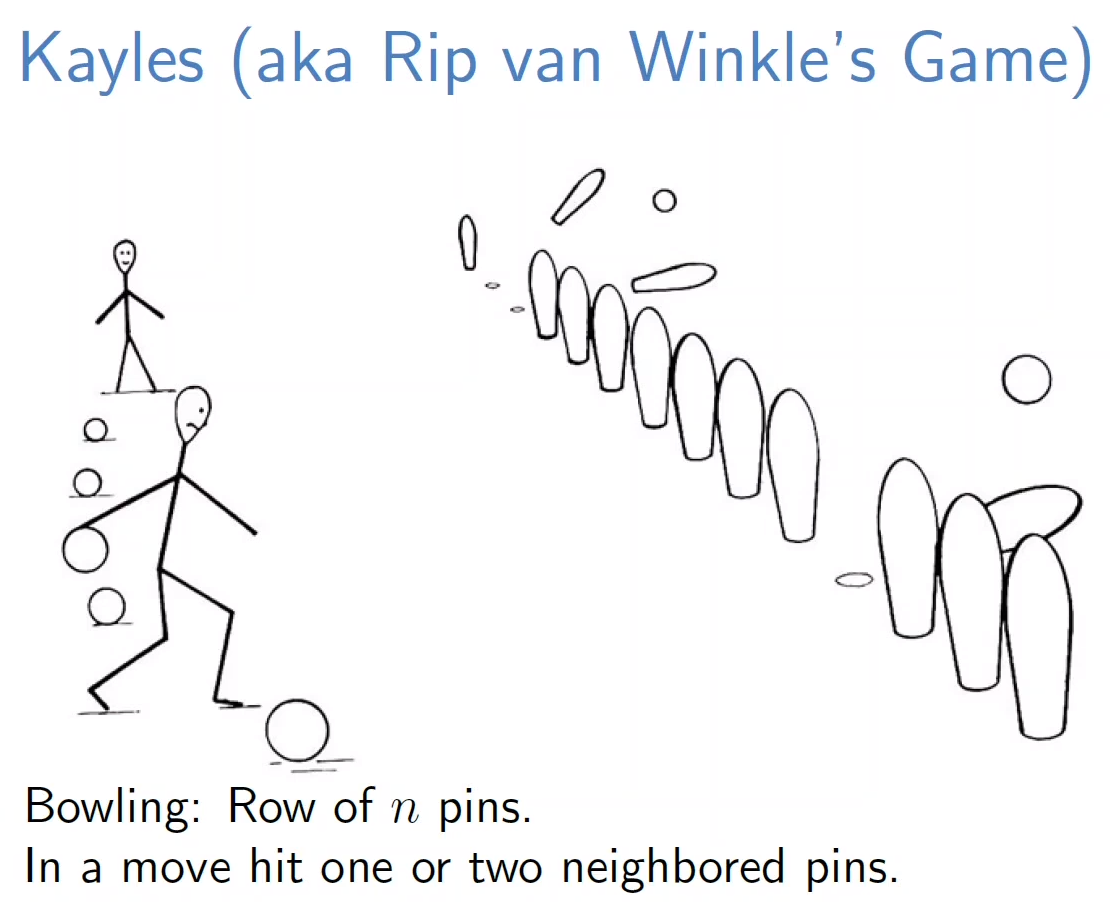 Kayles (aka Rip van Winkle's Game)
Bowling: Row of n pins.
In a move hit one or two neighbored pins.